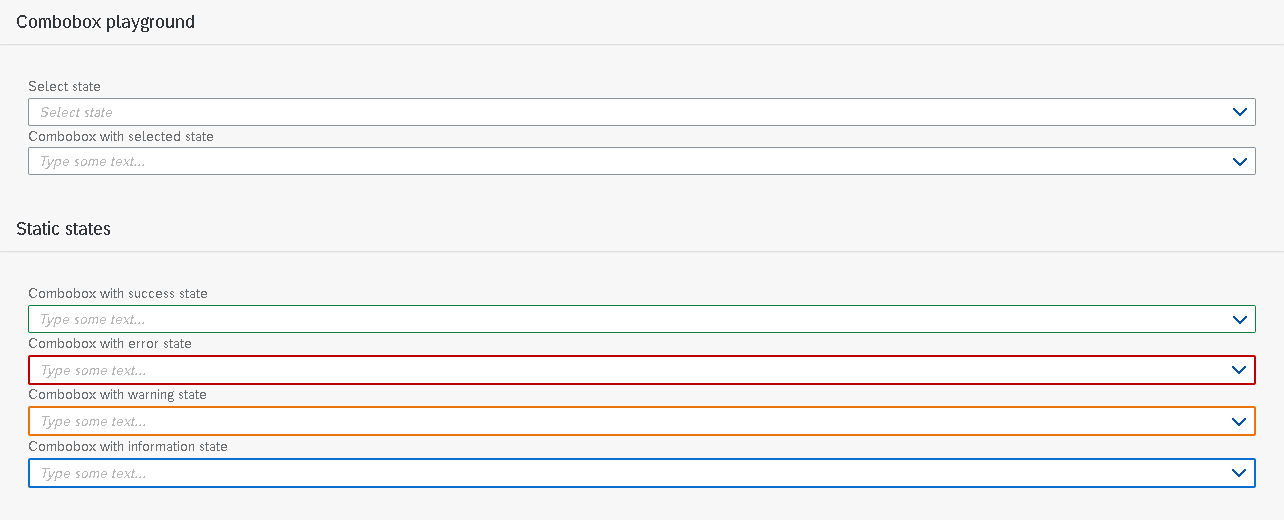 Combobox playground
Select state
Select state
Combobox with selected state
Type some text...
Static states
Combobox with success state
Type some text...
Combobox with error state
Type some text...
Combobox with warning state
Type some text...
Combobox with information state
Type some text...